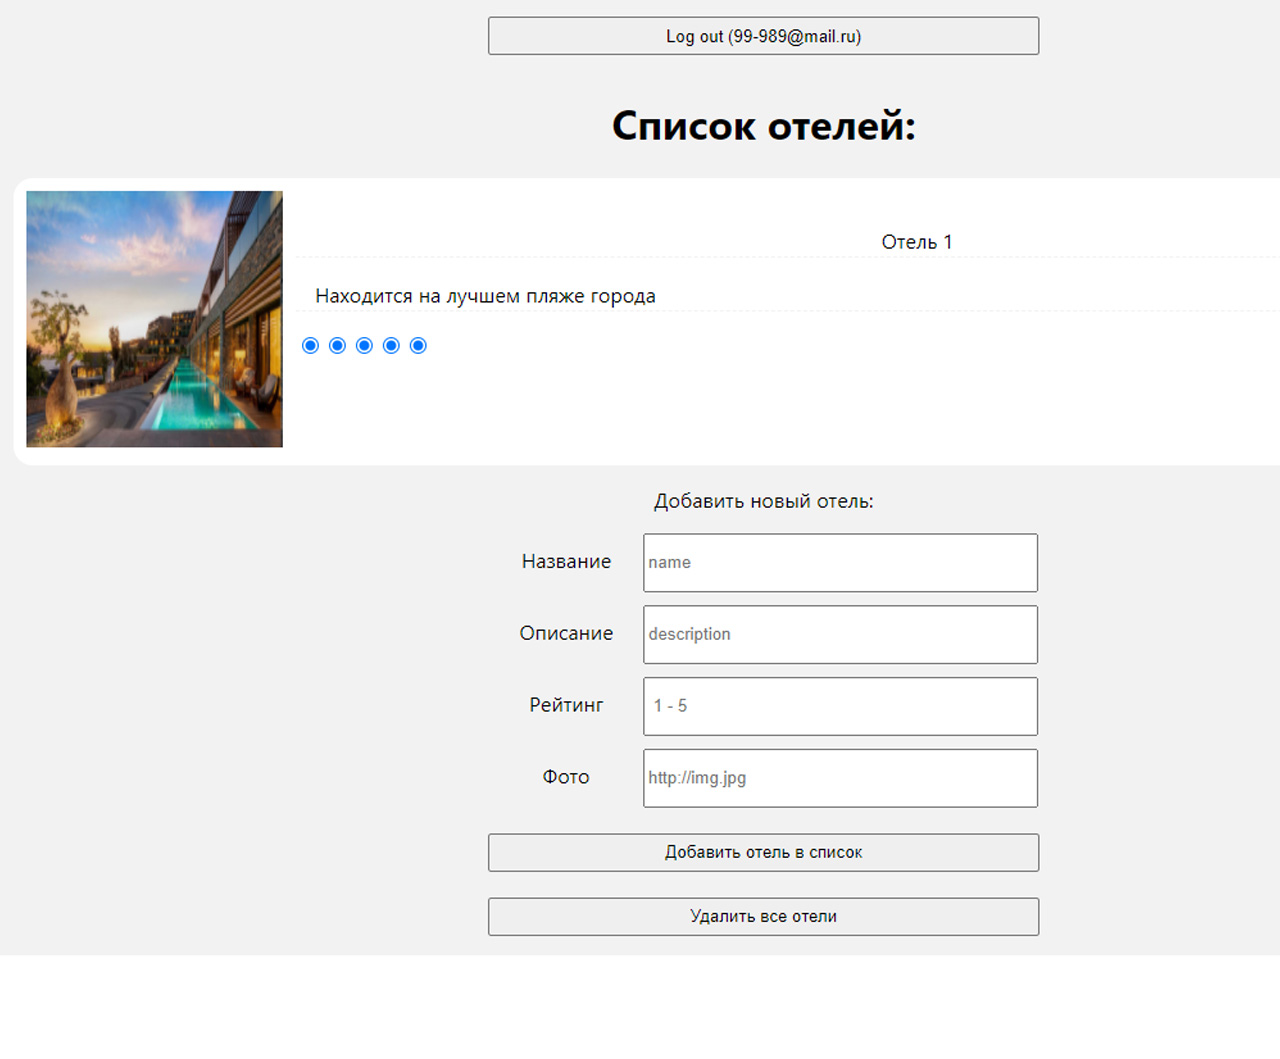 Log out (99-989@mail.ru)
Список отелей:
Отель 1
Находится на лучшем пляже города
Добавить новый отель:
Название name
Описание description
Рейтинг 1 - 5
Фото http://img.jpg
Добавить отель в список
Удалить все отели